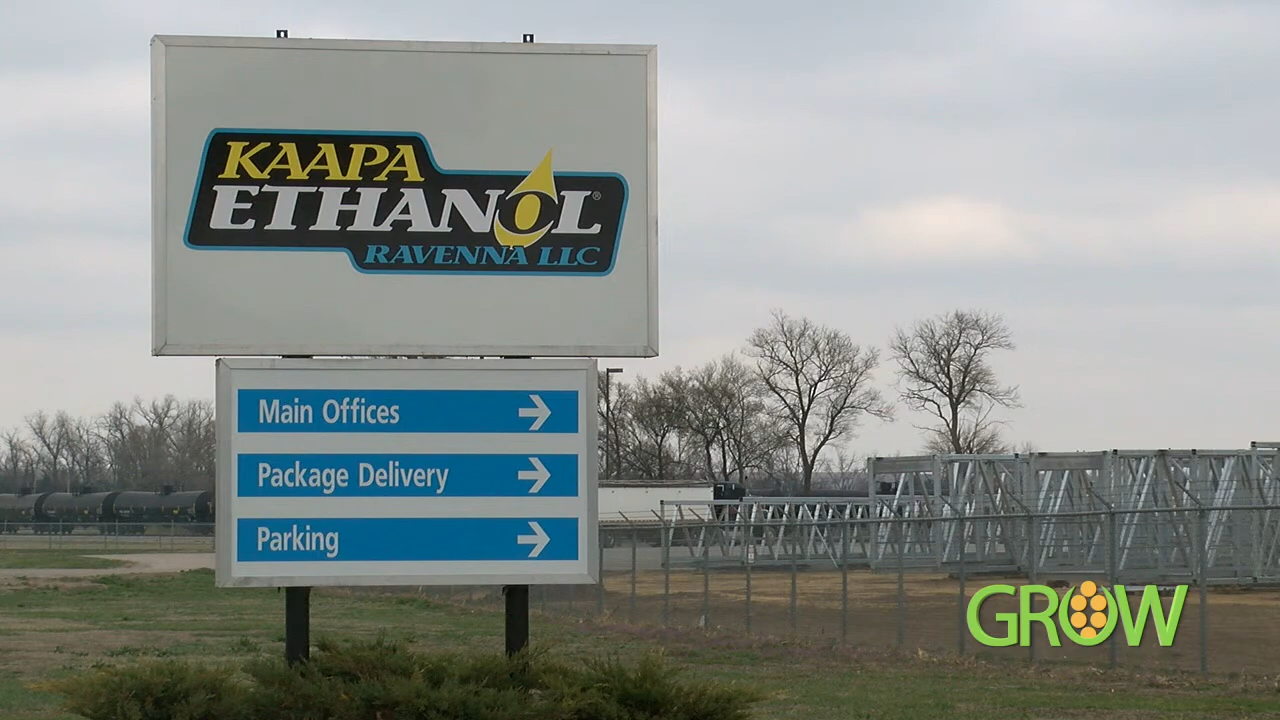 KAAPA
ETHANOL®
RAVENNA LLC
Main Offices
Package Delivery
Parking
GROW